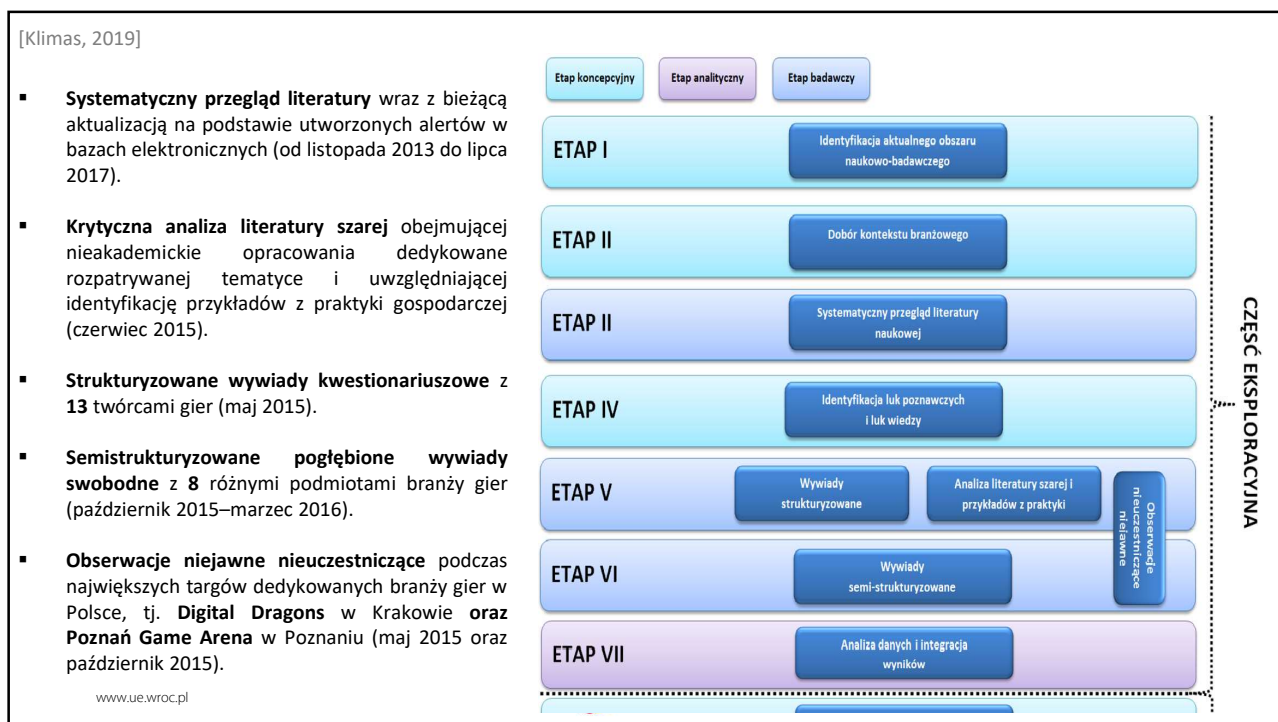 [Klimas, 2019]
▪ Systematyczny przegląd literatury wraz z bieżącą
aktualizacją na podstawie utworzonych alertów w
bazach elektronicznych (od listopada 2013 do lipca
2017).
▪ Krytyczna analiza literatury szarej obejmującej
nieakademickie opracowania dedykowane
rozpatrywanej tematyce i uwzględniającej
identyfikację przykładów z praktyki gospodarczej
(czerwiec 2015).
▪ Strukturyzowane wywiady kwestionariuszowe z
13 twórcami gier (maj 2015).
▪ Semistrukturyzowane pogłębione wywiady
swobodne z 8 różnymi podmiotami branży gier
(październik 2015–marzec 2016).
▪ Obserwacje niejawne nieuczestniczące podczas
największych targów dedykowanych branży gier w
Polsce, tj. Digital Dragons w Krakowie oraz
Poznań Game Arena w Poznaniu (maj 2015 oraz
październik 2015).
www.ue.wroc.pl
Etap koncepcyjny
Etap analityczny
Etap badawczy
ETAP I
Identyfikacja aktualnego obszaru
naukowo-badawczego
ETAP II
Dobór kontekstu branżowego
ETAP II
Systematyczny przegląd literatury
naukowej
ETAP IV
Identyfikacja luk poznawczych
i luk wiedzy
ETAP V
Wywiady
strukturyzowane
Analiza literatury szarej i
przykładów z praktyki
Obserwacje
nieuczestniczące
niejawne
ETAP VI
Wywiady
semi-strukturyzowane
ETAP VII
Analiza danych i integracja
wyników
CZĘŚĆ EKSPLORACYJNA